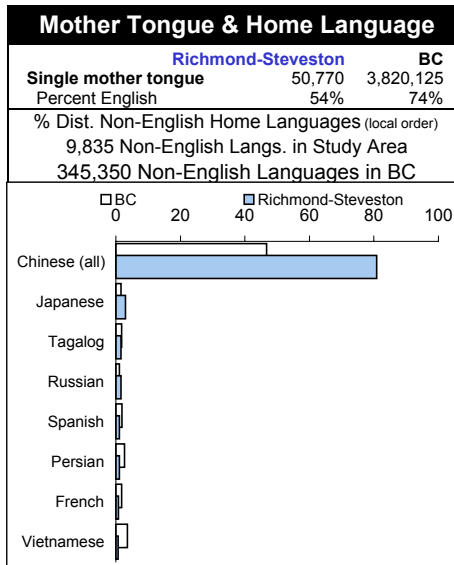 Mother Tongue & Home Language
Richmond-Steveston BC
Single mother tongue 50,770 3,820,125
Percent English 54% 74%
% Dist. Non-English Home Languages (local order)
9,835 Non-English Langs. in Study Area
345,350 Non-English Languages in BC
BC Richmond-Steveston
0 20 40 60 80 100
Chinese (all)
Japanese
Tagalog
Russian
Spanish
Persian
French
Vietnamese